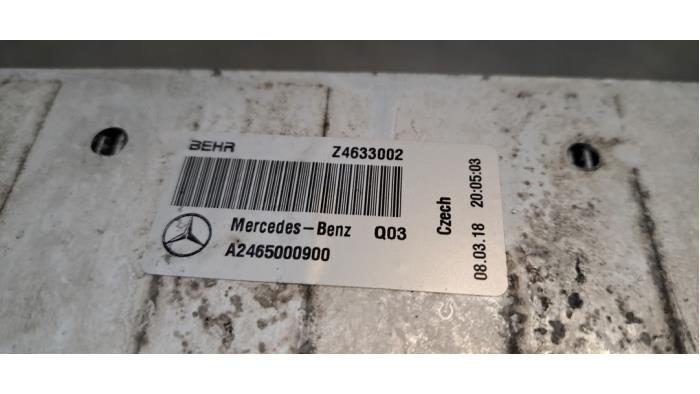 BEHR Z4633002
Mercedes-Benz Q03
A2465000900
Czech
08.03.18 20:05:03